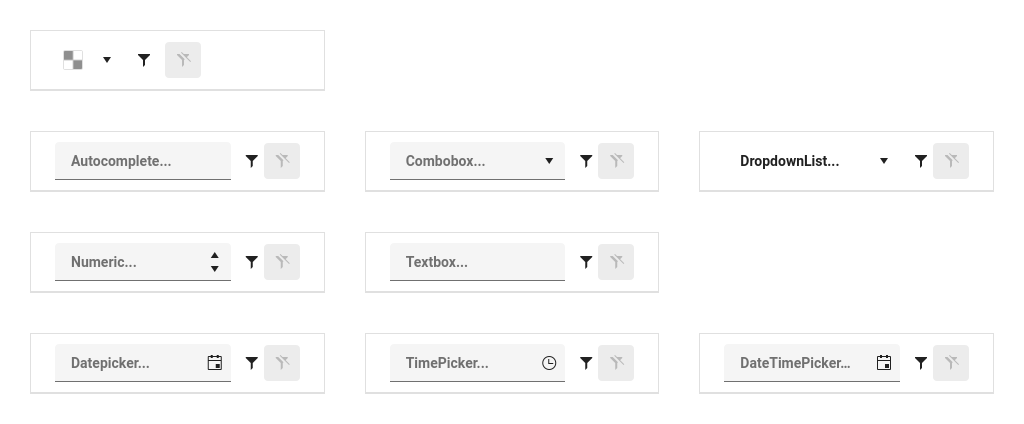 Autocomplete...
Combobox...
DropdownList...
Numeric...
Textbox...
Datepicker...
TimePicker...
DateTimePicker...